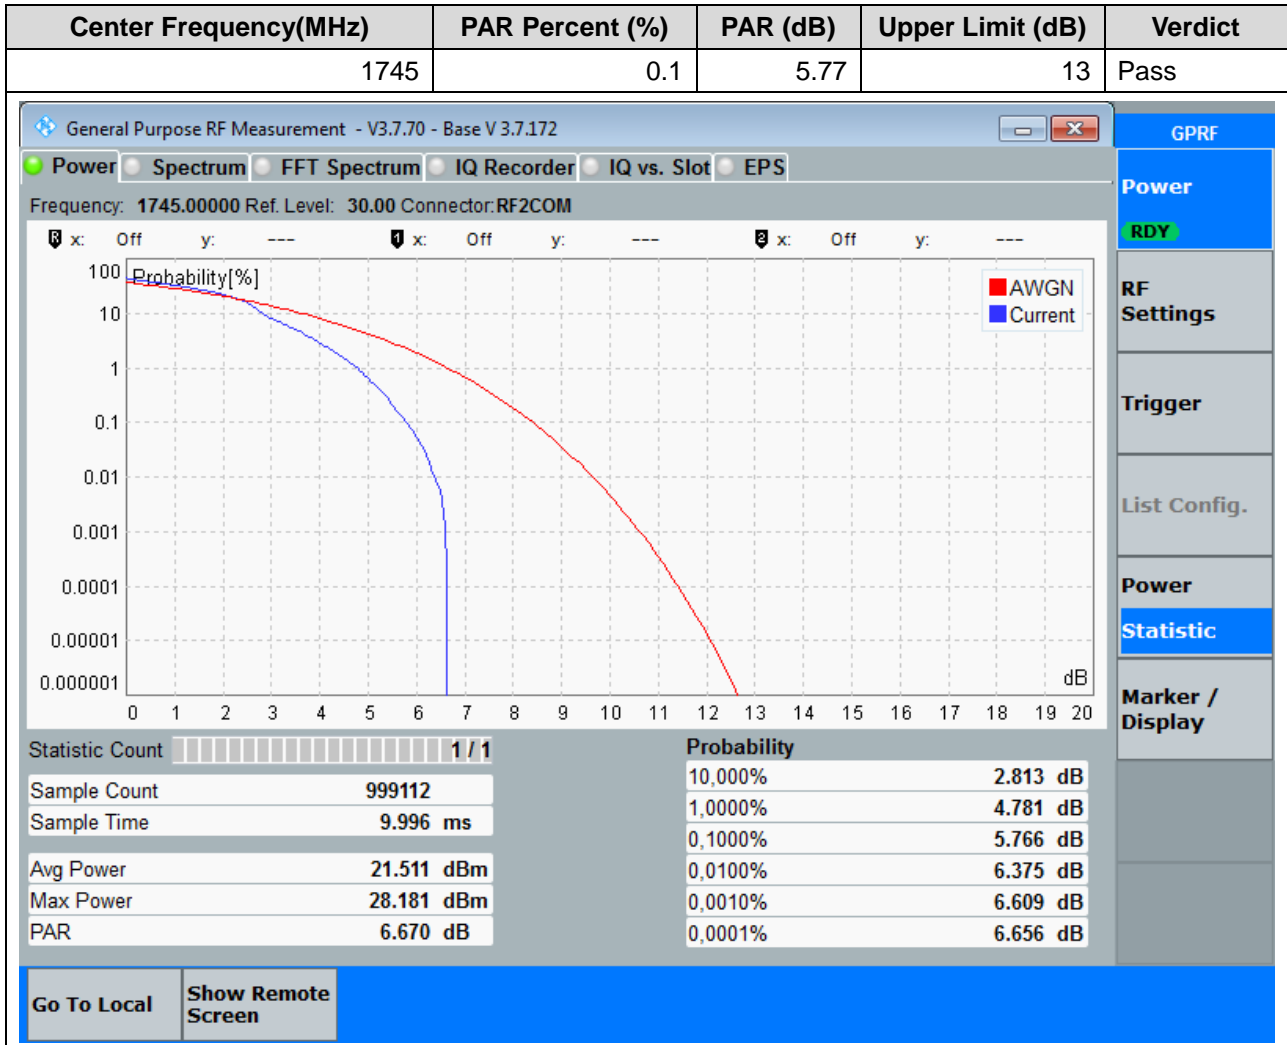 Center Frequency(MHz) PAR Percent (%) PAR (dB) Upper Limit (dB) Verdict
1745 0.1 5.77 13 Pass
General Purpose RF Measurement - V3.7.70 - Base V 3.7.172
GPRF
Power Spectrum FFT Spectrum IQ Recorder IQ vs. Slot EPS
Power
RDY
Frequency: 1745.00000 Ref. Level: 30.00 Connector:RF2COM
R x: Off y: --- 1 x: Off y: --- 2 x: Off y: ---
Probability[%]
AWGN
Current
100
10
1
0.1
0.01
0.001
0.0001
0.00001
0.000001
dB
0 1 2 3 4 5 6 7 8 9 10 11 12 13 14 15 16 17 18 19 20
RF
Settings
Trigger
List Config.
Power
Statistic
Marker /
Display
Statistic Count 1 / 1
Sample Count 999112
Sample Time 9.996 ms
Avg Power 21.511 dBm
Max Power 28.181 dBm
PAR 6.670 dB
Probability
10,000% 2.813 dB
1,0000% 4.781 dB
0,1000% 5.766 dB
0,0100% 6.375 dB
0,0010% 6.609 dB
0,0001% 6.656 dB
Go To Local
Show Remote
Screen